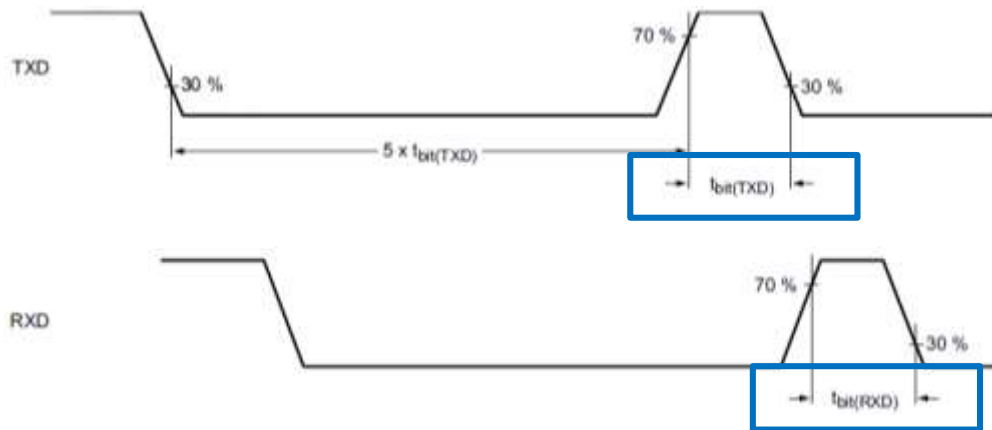 70 %
TXD
30 %
30 %
5 x tbit(TXD)
tbit(TXD)
70 %
RXD
30 %
tbit(RXD)